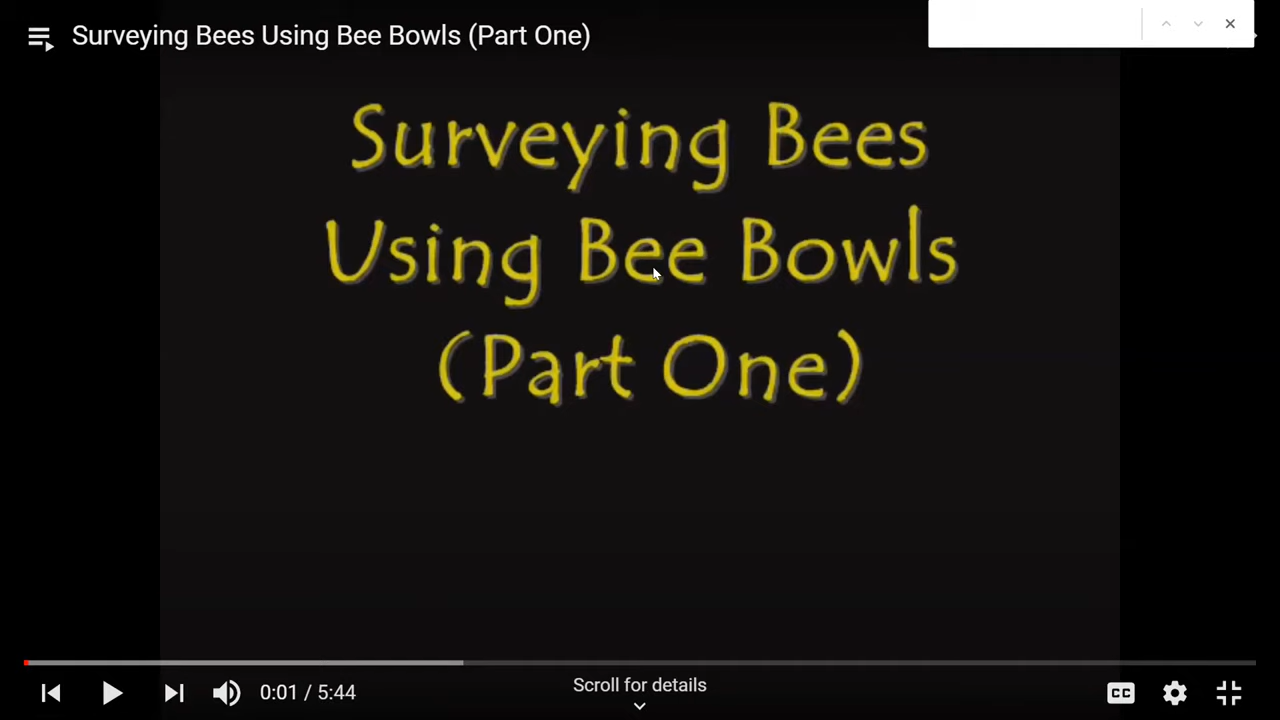 Surveying Bees Using Bee Bowls (Part One)
Surveying Bees
Using Bee Bowls
(Part One)
0:01 / 5:44
Scroll for details
CC